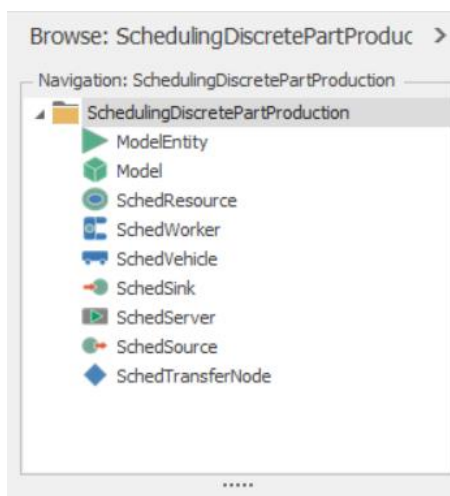 Browse: SchedulingDiscretePartProduc >
Navigation: SchedulingDiscretePartProduction
SchedulingDiscretePartProduction
ModelEntity
Model
SchedResource
SchedWorker
SchedVehicle
SchedSink
SchedServer
SchedSource
SchedTransferNode